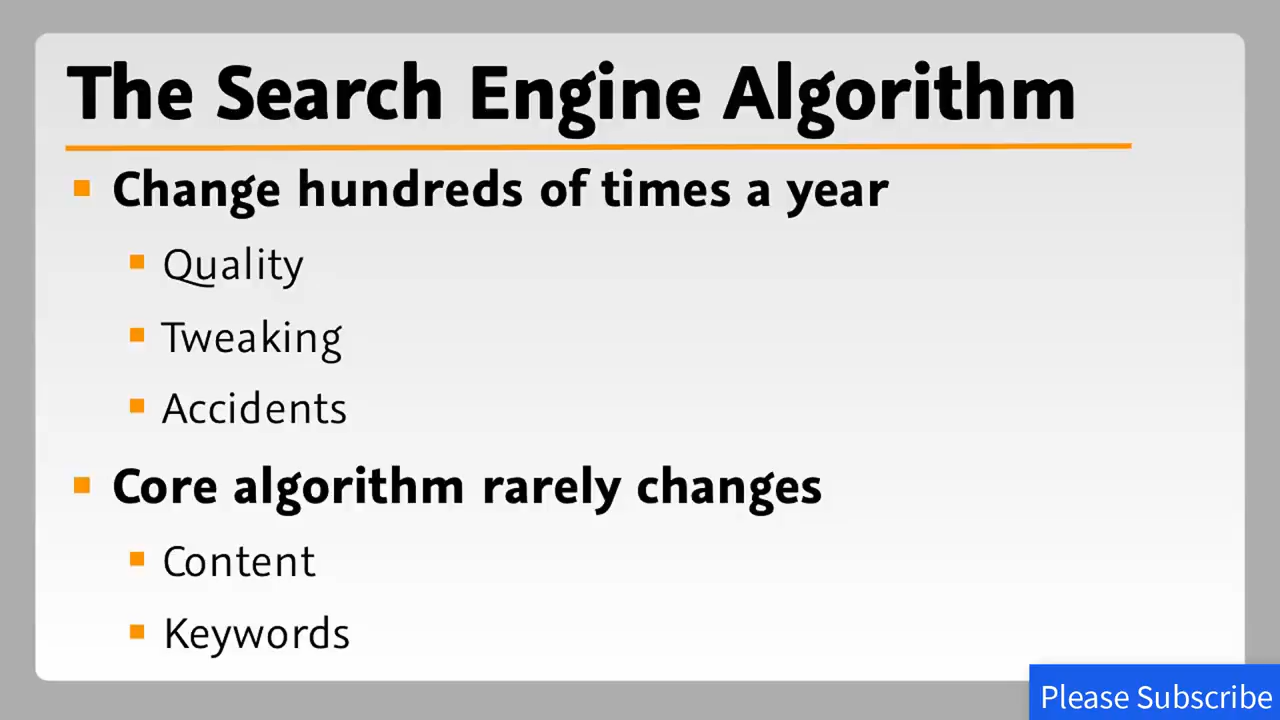 The Search Engine Algorithm
Change hundreds of times a year
Quality
Tweaking
Accidents
Core algorithm rarely changes
Content
Keywords
Please Subscribe